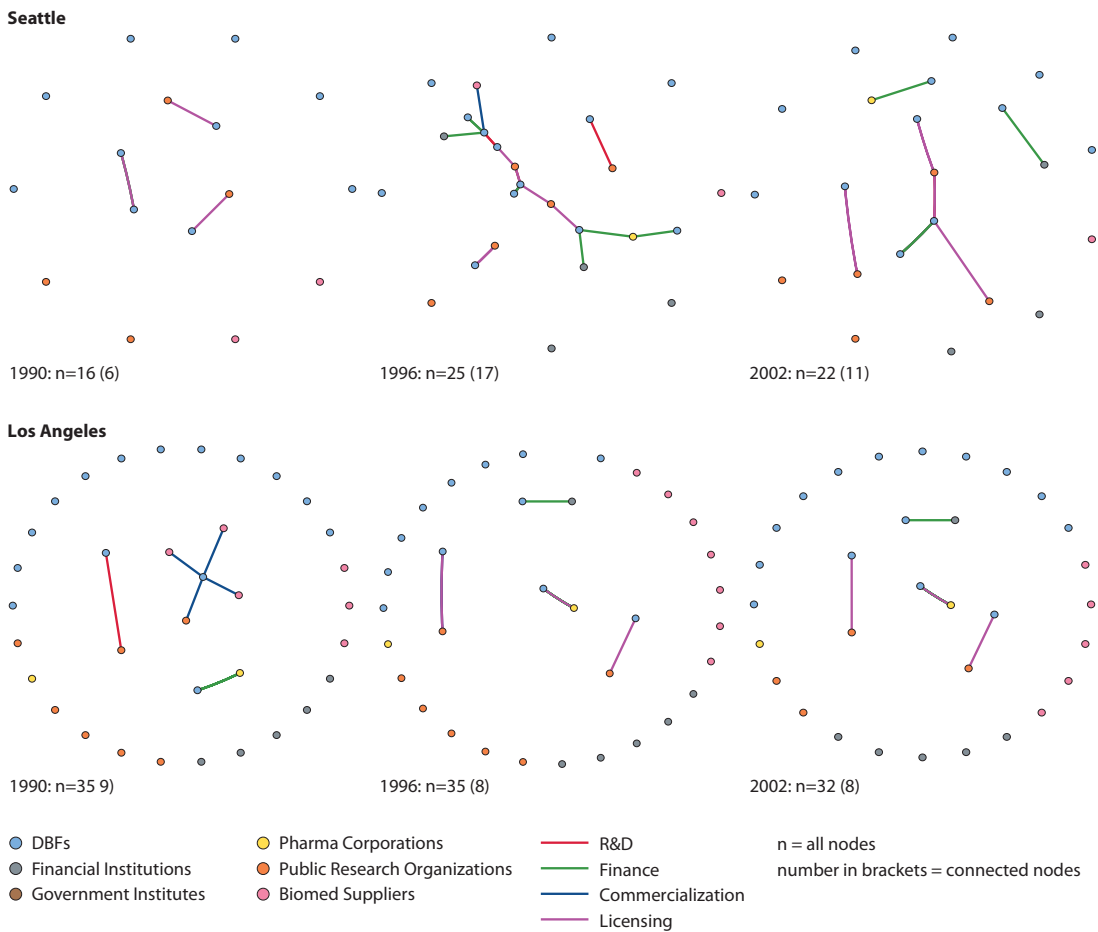 Seattle
1990: n=16 (6)
1996: n=25 (17)
2002: n=22 (11)
Los Angeles
1990: n=35 9)
1996: n=35 (8)
2002: n=32 (8)
DBFs
Financial Institutions
Government Institutes
Pharma Corporations
Public Research Organizations
Biomed Suppliers
R&D
Finance
Commercialization
Licensing
n = all nodes
number in brackets = connected nodes